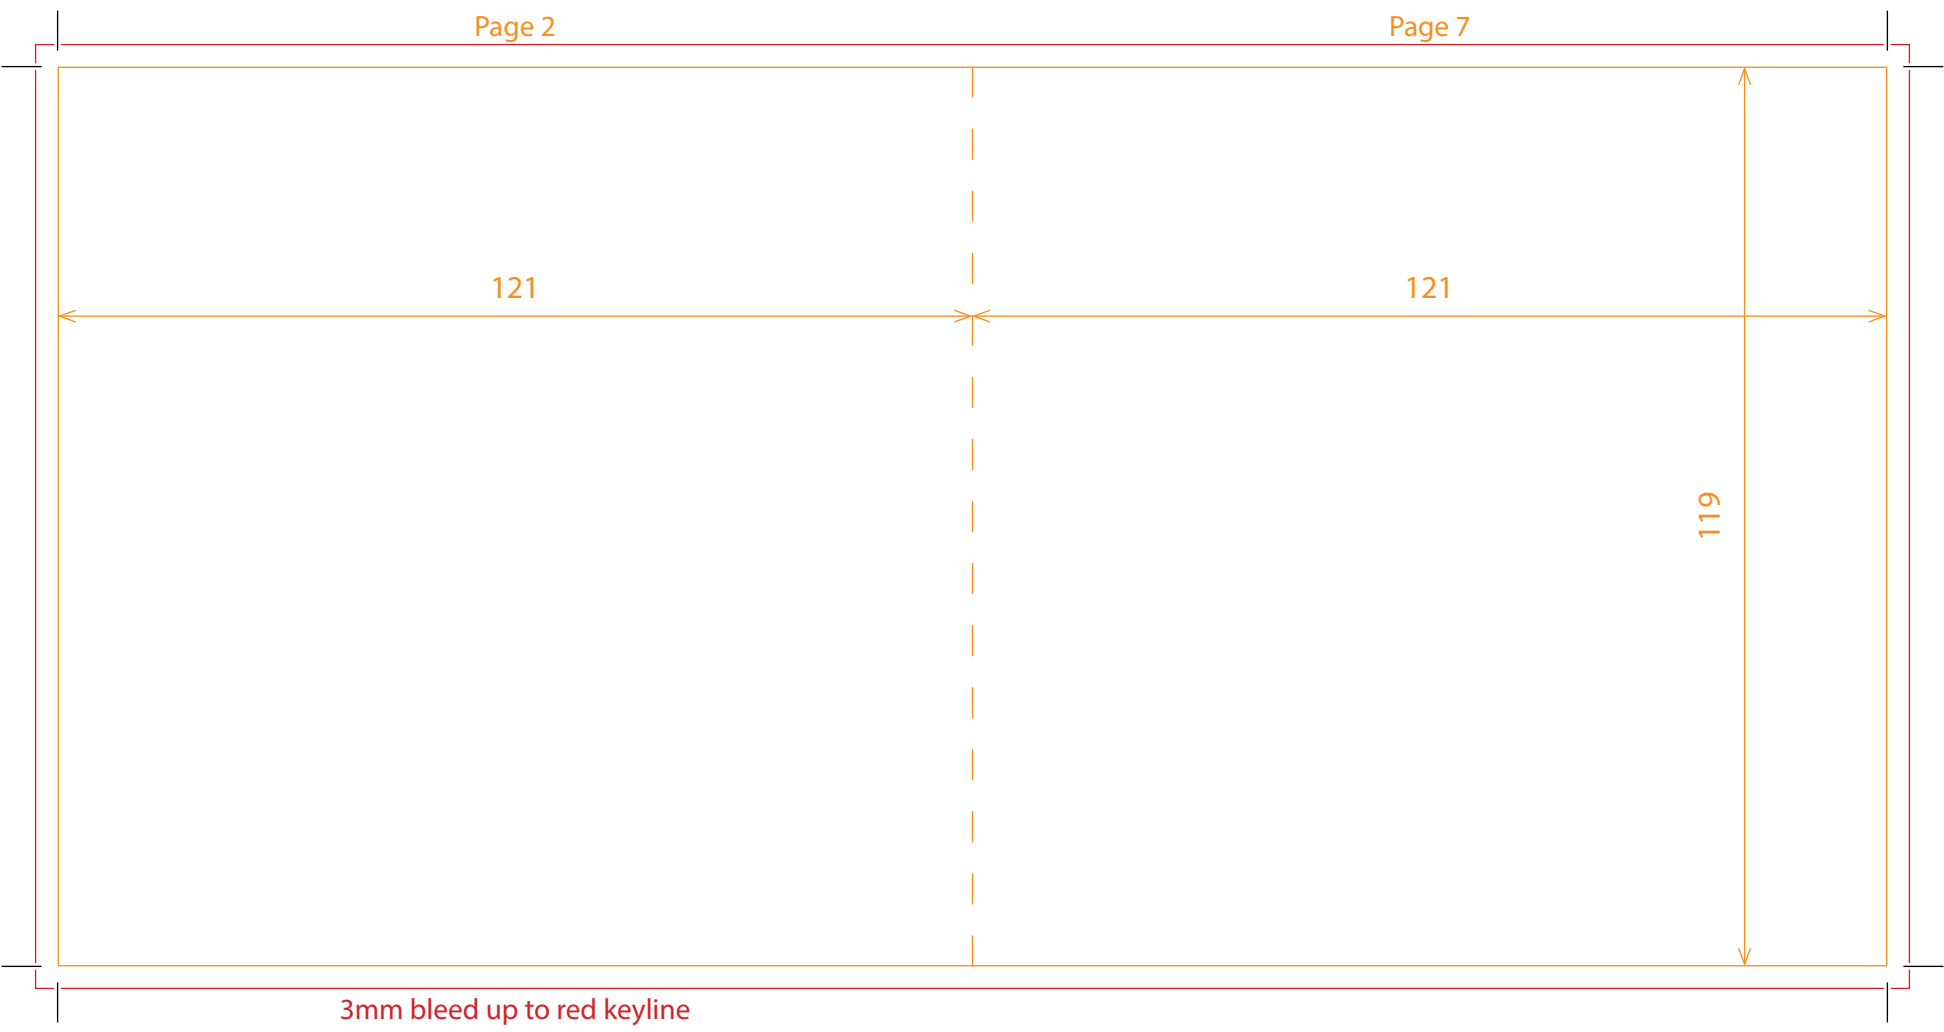 Page 2
Page 7
121
121
119
3mm bleed up to red keyline